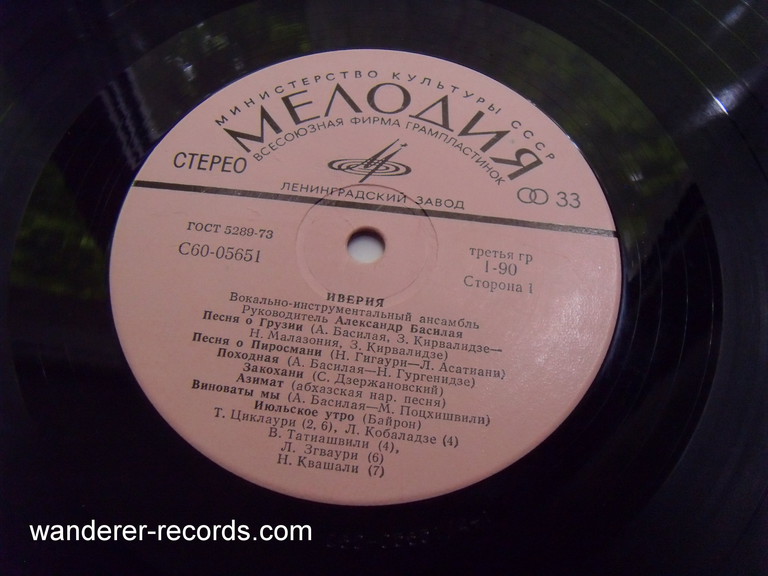 МИНИСТЕРСТВО КУЛЬТУРЫ СССР
МЕЛОДИЯ
ВСЕСОЮЗНАЯ ФИРМА ГРАМПЛАСТИНОК
СТЕРЕО
33
ЛЕНИНГРАДСКИЙ ЗАВОД
ГОСТ 5289-73
С60-05651
третья гр
1-90
Сторона 1
ИВЕРИЯ
Вокально-инструментальный ансамбль
Руководитель Александр Басилая
Песня о Грузии (А. Басилая, З. Кирвалидзе—
Н. Малазония, З. Кирвалидзе)
Песня о Пиросмани (Н. Гигаури—Л. Асатиани)
Походная (А. Басилая—Н. Гургенидзе)
Закохани (С. Дзержановский)
Азимат (абхазская нар. песня)
Виноваты мы (А. Басилая—М. Поцхишвили)
Июльское утро (Байрон)
Т. Циклаури (2, 6), Л. Кобаладзе (4)
В. Татиашвили (4),
Л. Згваури (6)
Н. Квашали (7)
wanderer-records.com